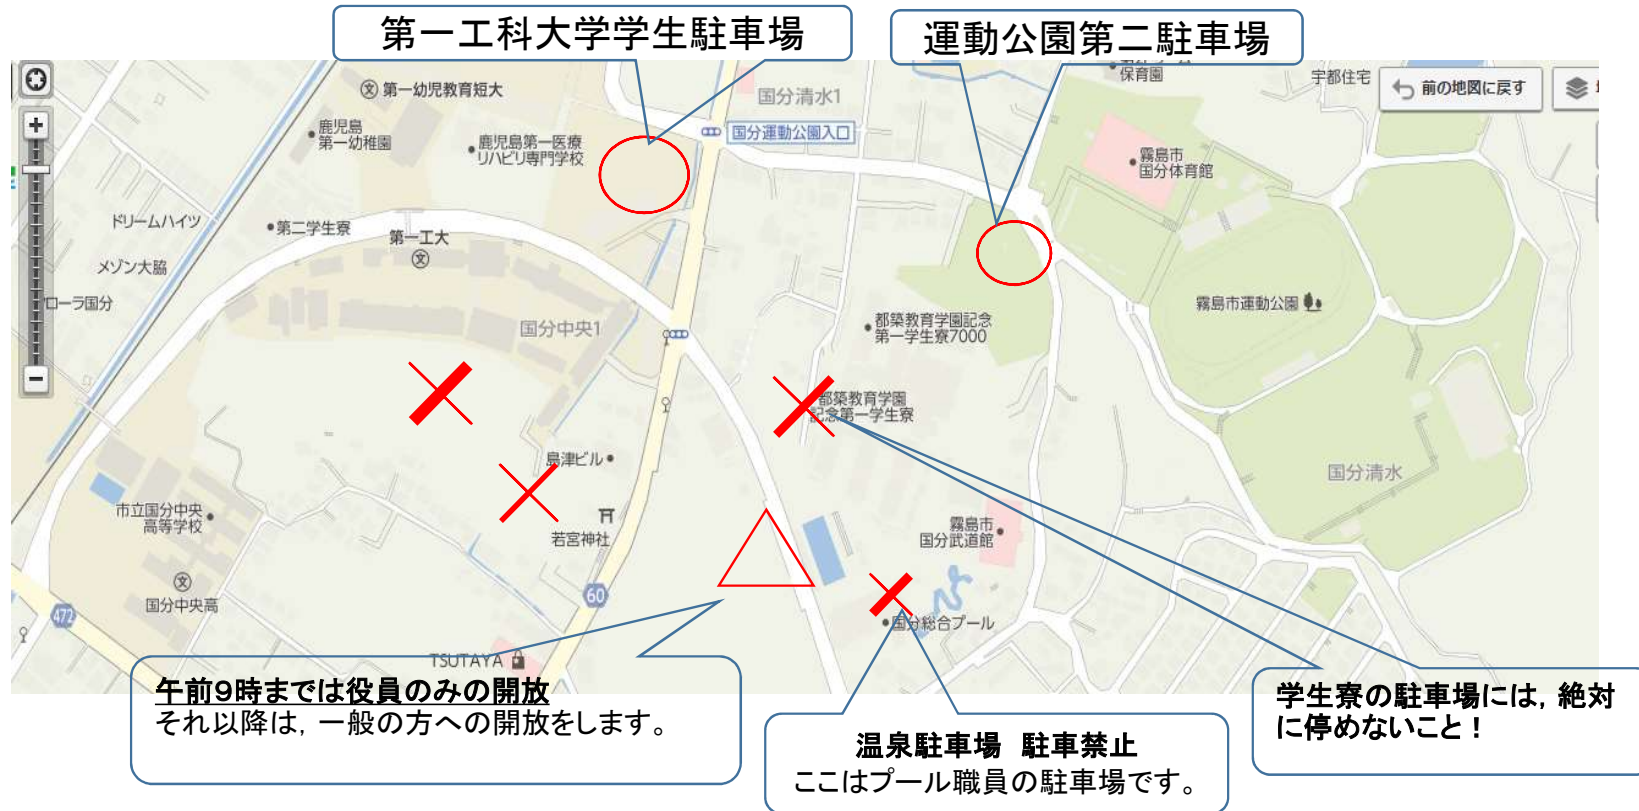 第一工科大学学生駐車場
運動公園第二駐車場
第一幼児教育短大
国分清水1
保育園
宇都住宅
前の地図に戻す
鹿児島
第一幼稚園
鹿児島第一医療
リハビリ専門学校
国分運動公園入口
霧島市
国分体育館
ドリームハイツ
第二学生寮
第一工大
文
メゾン大脇
ローラ国分
国分中央1
都築教育学園記念
第一学生寮7000
霧島市運動公園
都築教育学園
記念第一学生寮
島津ビル
国分清水
市立国分中央
高等学校
若宮神社
霧島市
国分武道館
文
国分中央高
60
472
国分総合プール
TSUTAYA
午前9時までは役員のみの開放
それ以降は, 一般の方への開放をします。
温泉駐車場 駐車禁止
ここはプール職員の駐車場です。
学生寮の駐車場には, 絶対
に停めないこと!